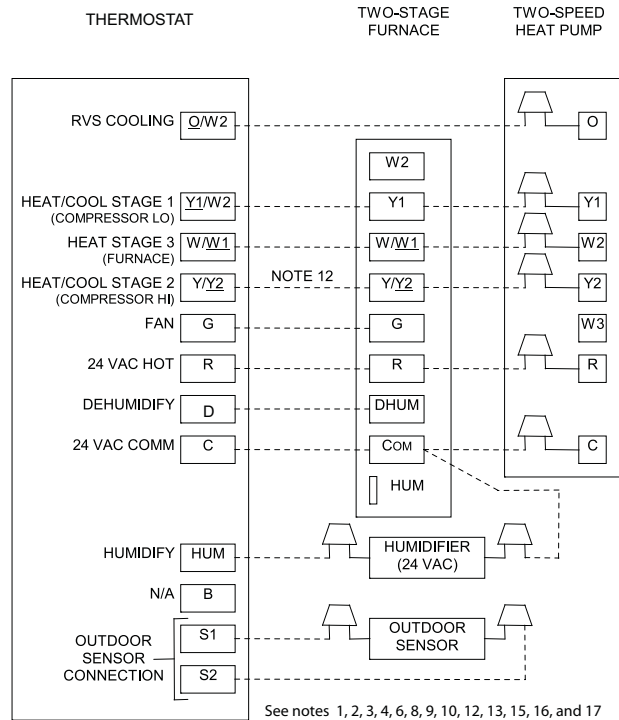 THERMOSTAT
TWO-STAGE
FURNACE
TWO-SPEED
HEAT PUMP
RVS COOLING O/W2 O
W2
HEAT/COOL STAGE 1 Y1/W2 Y1 Y1
(COMPRESSOR LO)
HEAT STAGE 3 W/W1 W/W1 W2
(FURNACE)
HEAT/COOL STAGE 2 Y/Y2 NOTE 12 Y/Y2 Y2
(COMPRESSOR HI)
FAN G G W3
24 VAC HOT R R R
DEHUMIDIFY D DHUM
24 VAC COMM C COM C
HUM
HUMIDIFY HUM HUMIDIFIER
(24 VAC)
N/A B
S1 OUTDOOR
SENSOR
OUTDOOR
SENSOR
CONNECTION
S2
See notes 1, 2, 3, 4, 6, 8, 9, 10, 12, 13, 15, 16, and 17